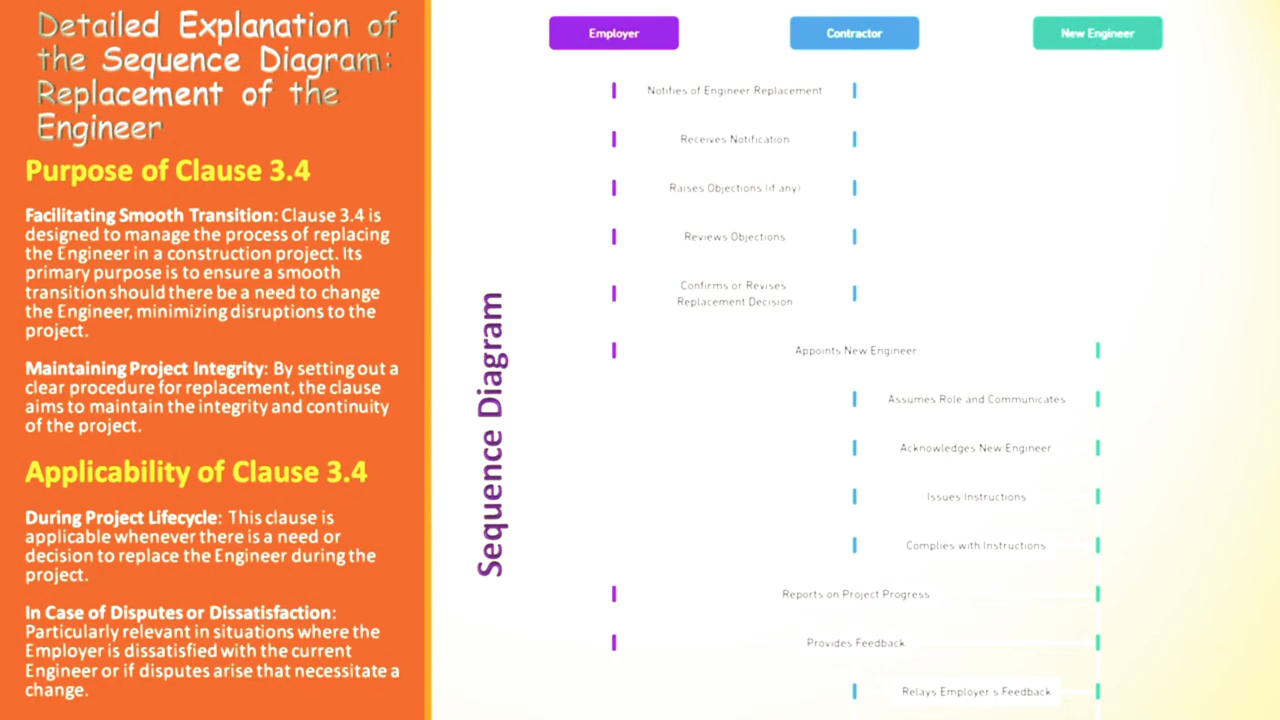 Detailed Explanation of
the Sequence Diagram:
Replacement of the
Engineer
Purpose of Clause 3.4
Facilitating Smooth Transition: Clause 3.4 is
designed to manage the process of replacing
the Engineer in a construction project. Its
primary purpose is to ensure a smooth
transition should there be a need to change
the Engineer, minimizing disruptions to the
project.
Maintaining Project Integrity: By setting out a
clear procedure for replacement, the clause
aims to maintain the integrity and continuity
of the project.
Applicability of Clause 3.4
During Project Lifecycle: This clause is
applicable whenever there is a need or
decision to replace the Engineer during the
project.
In Case of Disputes or Dissatisfaction:
Particularly relevant in situations where the
Employer is dissatisfied with the current
Engineer or if disputes arise that necessitate a
change.
Sequence Diagram
Employer
Contractor
New Engineer
Notifies of Engineer Replacement
Receives Notification
Raises Objections (if any)
Reviews Objections
Confirms or Revises
Replacement Decision
Appoints New Engineer
Assumes Role and Communicates
Acknowledges New Engineer
Issues Instructions
Complies with Instructions
Reports on Project Progress
Provides Feedback
Relays Employer s Feedback